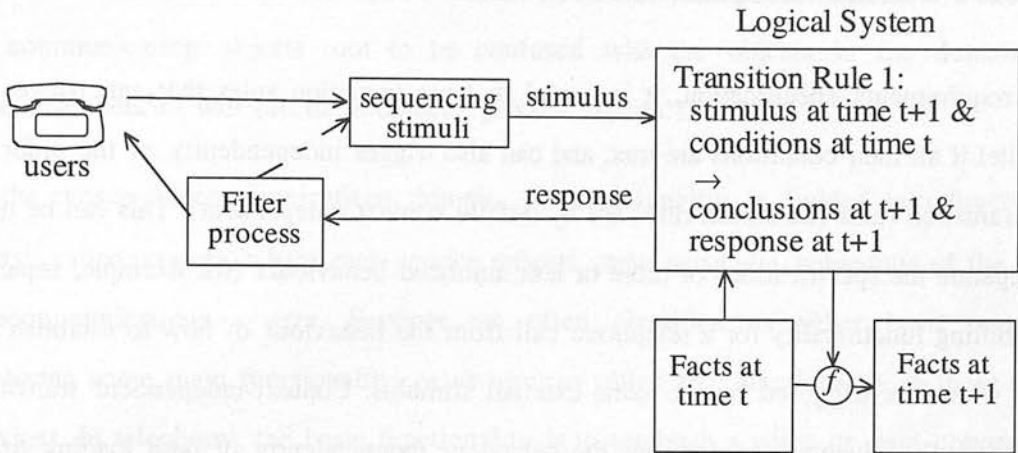 Logical System
users
sequencing
stimuli
stimulus
Filter
process
response
Transition Rule 1:
stimulus at time t+1 &
conditions at time t
→
conclusions at t+1 &
response at t+1
Facts at
time t
f
Facts at
time t+1